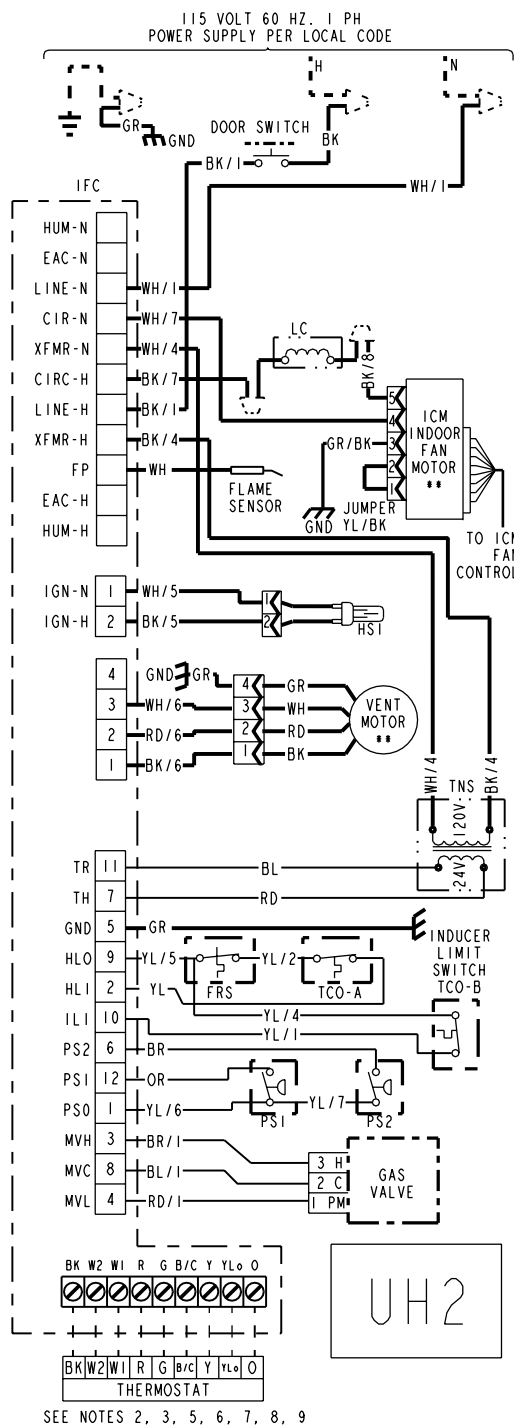 115 VOLT 60 HZ. 1 PH
POWER SUPPLY PER LOCAL CODE
H
N
GR
GND
DOOR SWITCH
BK
BK/1
WH/1
IFC
HUM-N
EAC-N
LINE-N WH/1
CIR-N WH/7
XFMR-N WH/4
CIRC-H BK/7
LINE-H BK/1
XFMR-H BK/4
FP WH
EAC-H
HUM-H
LC
BK/8
5
4
3
2
1
ICM
INDOOR
FAN
MOTOR
**
GR/BK
FLAME
SENSOR
GND
JUMPER
YL/BK
TO ICM
FAN
CONTROL
IGN-N 1 WH/5 1
IGN-H 2 BK/5 2
HSI
4 GND GR 4 GR
3 WH/6 3 WH
2 RD/6 2 RD
1 BK/6 1 BK
VENT
MOTOR
**
WH/4
BK/4
TNS
120V
24V
TR 11 BL
TH 7 RD
GND 5 GR
HLO 9 YL/5 YL/2
HLI 2 YL
FRS
TCO-A
INDUCER
LIMIT
SWITCH
TCO-B
ILI 10 YL/4
YL/1
PS2 6 BR
PS1 12 OR
PSO 1 YL/6 YL/7
PS1
PS2
MVH 3 BR/1 3 H
MVC 8 BL/1 2 C
MVL 4 RD/1 1 PM
GAS
VALVE
BK W2 W1 R G B/C Y YLo O
UH2
BK W2 W1 R G B/C Y YLo O
THERMOSTAT
SEE NOTES 2, 3, 5, 6, 7, 8, 9